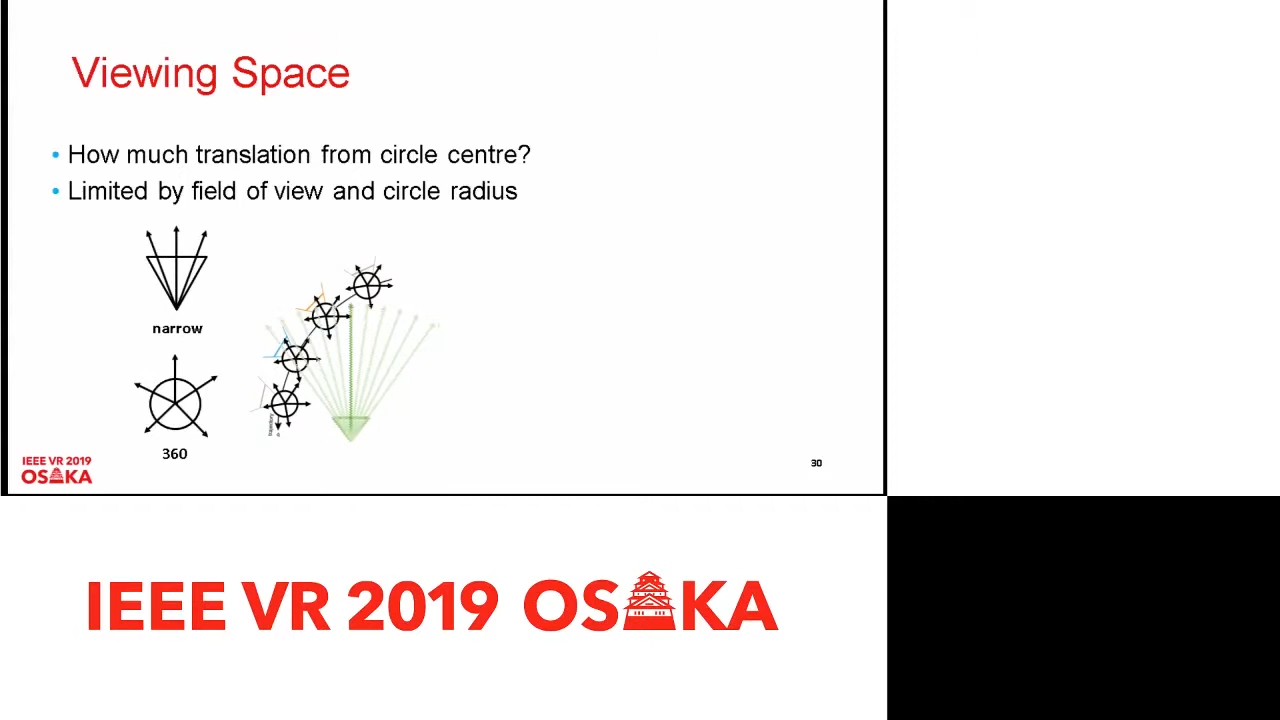 Viewing Space
• How much translation from circle centre?
• Limited by field of view and circle radius
narrow
360
IEEE VR 2019
OSAKA
30
IEEE VR 2019 OSAKA